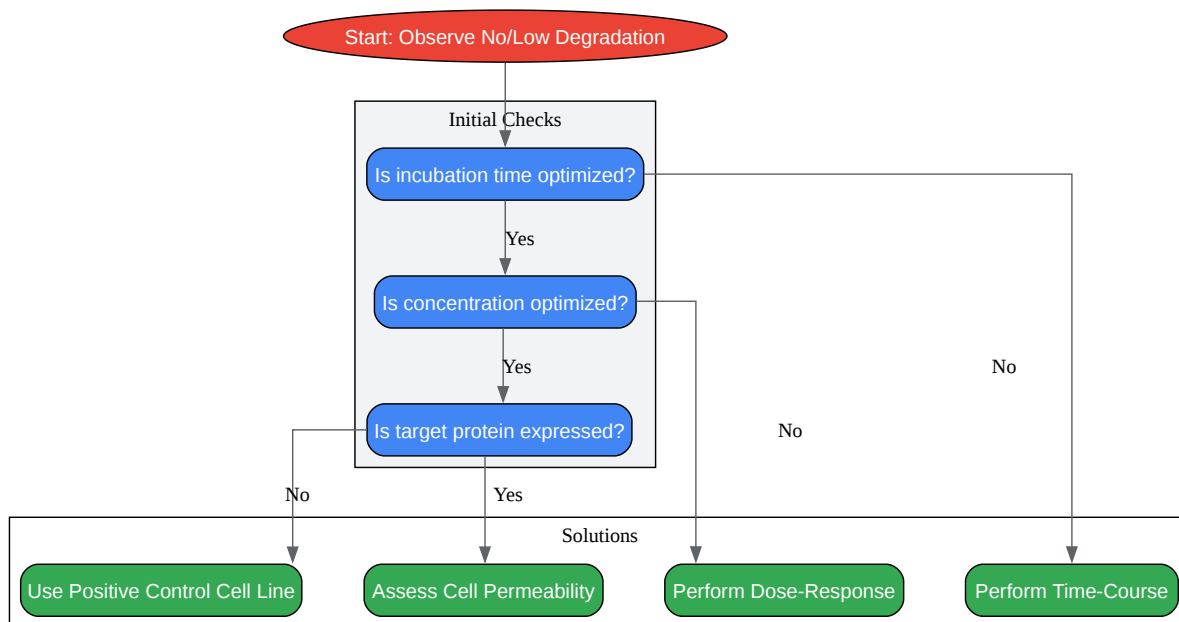 Start: Observe No/Low Degradation
Initial Checks
Is incubation time optimized?
Yes
Is concentration optimized?
Yes
No
Is target protein expressed?
No
No
Yes
Solutions
Use Positive Control Cell Line
Assess Cell Permeability
Perform Dose-Response
Perform Time-Course